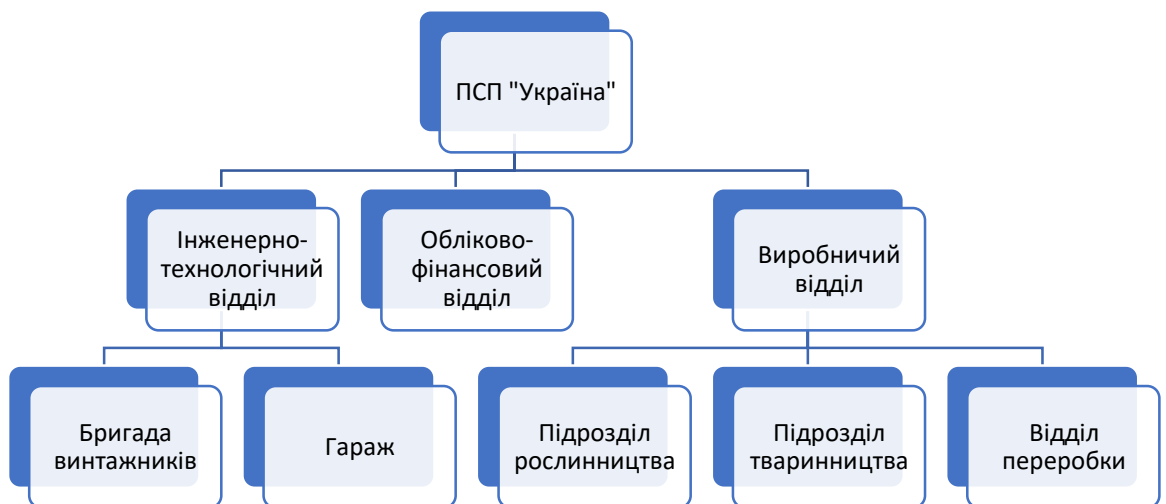 ПСП "Україна"
Інженерно-
технологічний
відділ
Обліково-
фінансовий
відділ
Виробничий
відділ
Бригада
винтажників
Гараж
Підрозділ
рослинництва
Підрозділ
тваринництва
Відділ
переробки